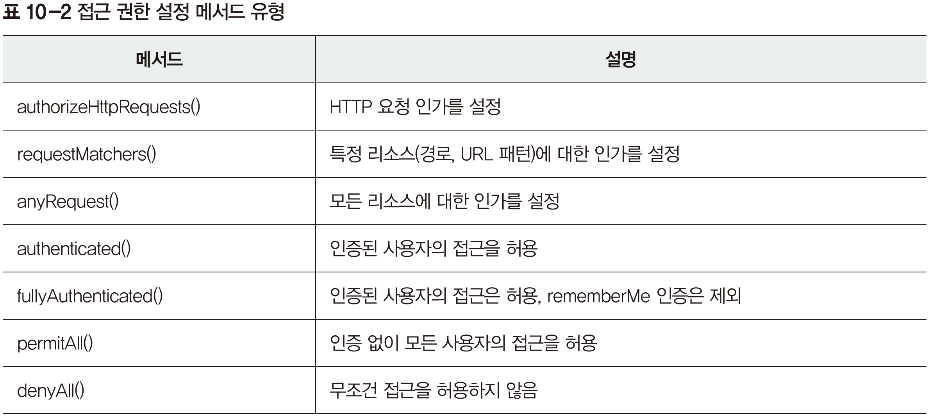 표 10-2 접근 권한 설정 메서드 유형
메서드 설명
authorizeHttpRequests() HTTP 요청 인가를 설정
requestMatchers() 특정 리소스(경로, URL 패턴)에 대한 인가를 설정
anyRequest() 모든 리소스에 대한 인가를 설정
authenticated() 인증된 사용자의 접근을 허용
fullyAuthenticated() 인증된 사용자의 접근은 허용, rememberMe 인증은 제외
permitAll() 인증 없이 모든 사용자의 접근을 허용
denyAll() 무조건 접근을 허용하지 않음